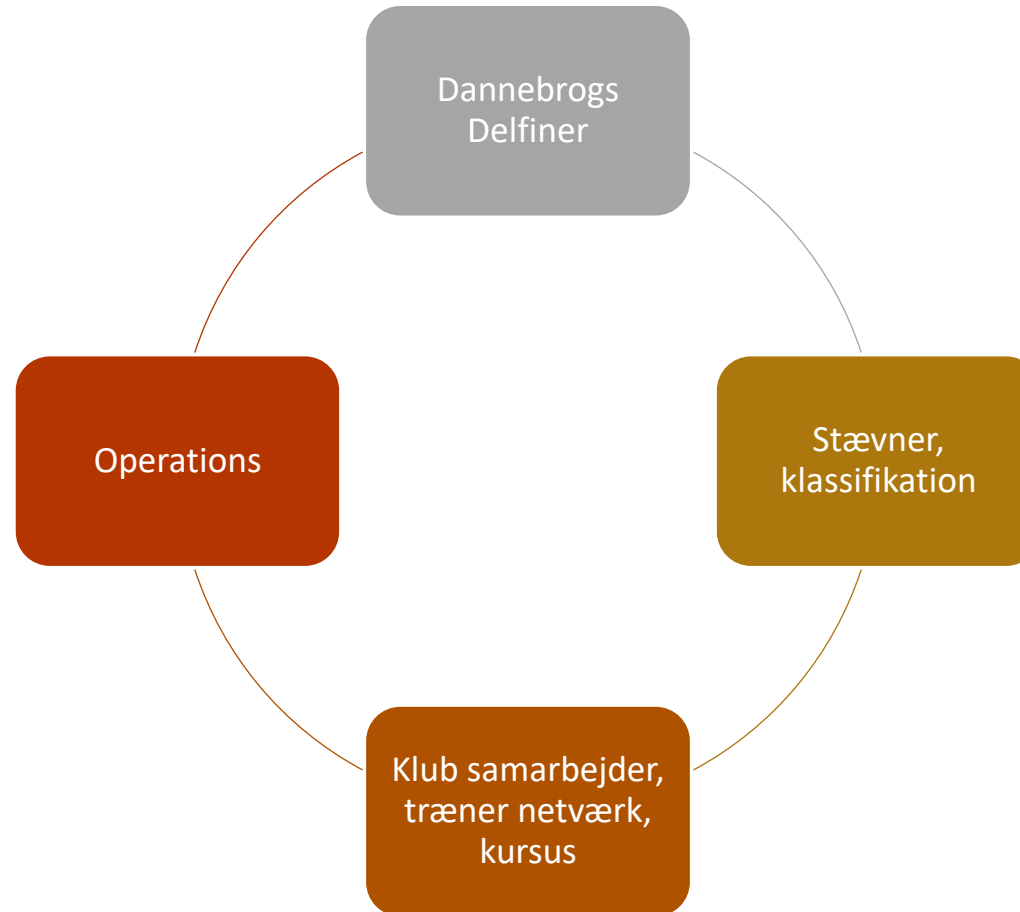 Dannebrogs
Delfiner
Operations
Stævner,
klassifikation
Klub samarbejder,
træner netværk,
kursus